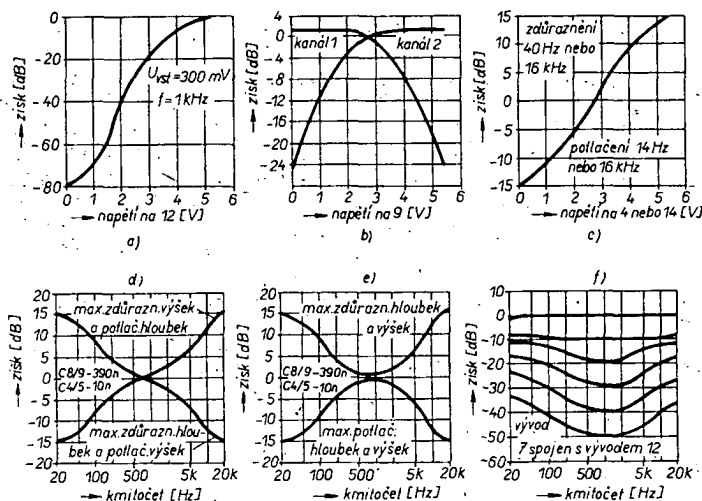 zisk [dB]
0
-20
-40
-60
-80
Uvst=300 mV
f=1kHz
0 1 2 3 4 5 6
napětí na 12 [V]
a)
zisk [dB]
4
0
-4
-8
-12
-16
-20
-24
kanál 1
kanál 2
0 1 2 3 4 5 6
napětí na 9 [V]
b)
zisk [dB]
15
10
5
0
-5
-10
-15
zdůraznění
40 Hz nebo
16 kHz
potlačení 14 Hz
nebo 16 kHz
0 1 2 3 4 5 6
napětí na 4 nebo 14 [V]
c)
d)
zisk [dB]
20
15
10
5
0
-5
-10
-15
20
max. zdůrazn. výšek
a potlač. hloubek
C8/9-390n
C4/5-10n
max. zdůrazn. hlou-
bek a potlač. výšek
20 100 500 5k 20k
kmitočet [Hz]
e)
zisk [dB]
20
15
10
5
0
-5
-10
-15
-20
max. zdůrazn. hloubek
a výšek
C8/9-390n
C4/5-10n
max. potlač.
hloubek a výšek
20 100 500 5k 20k
kmitočet [Hz]
f)
zisk [dB]
10
0
-10
-20
-30
-40
-50
-60
vývod
7 spojen s vývodem 12
20 100 500 5k 20k
kmitočet [Hz]